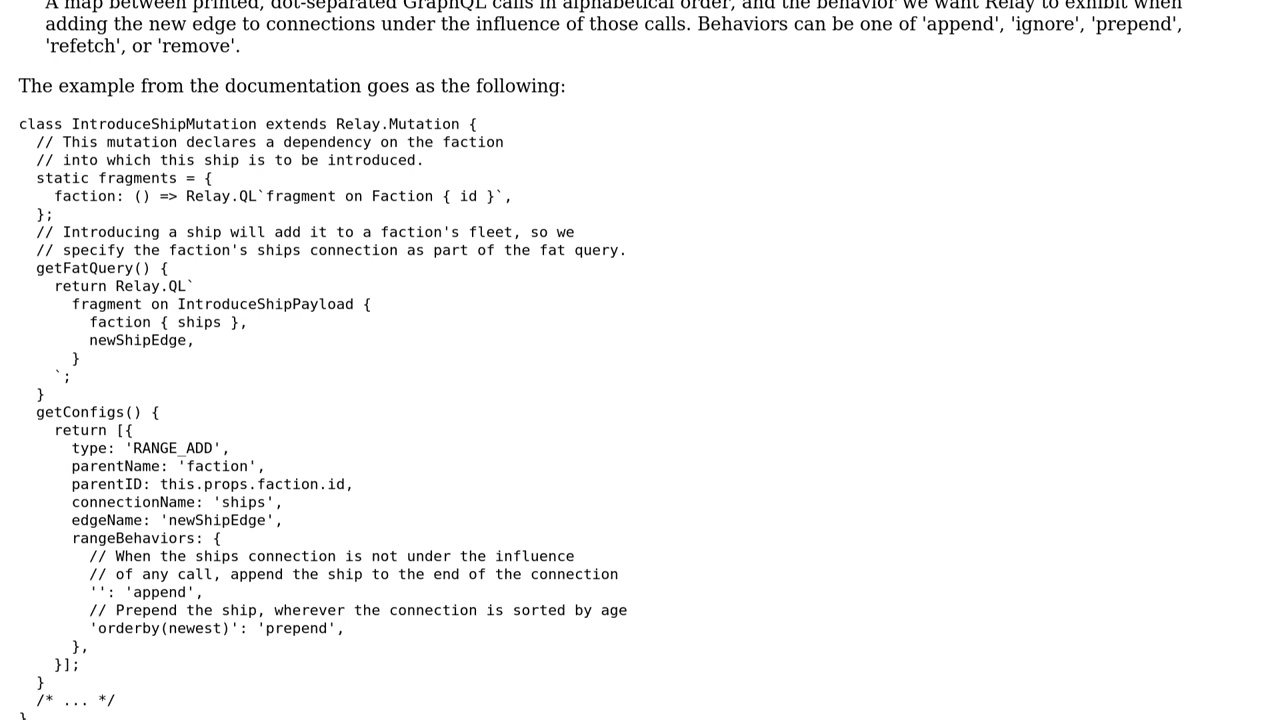 A map between printed, dot-separated GraphQL calls in alphabetical order, and the behavior we want Relay to exhibit when
adding the new edge to connections under the influence of those calls. Behaviors can be one of 'append', 'ignore', 'prepend',
'refetch', or 'remove'.
The example from the documentation goes as the following:
class IntroduceShipMutation extends Relay.Mutation {
  // This mutation declares a dependency on the faction
  // into which this ship is to be introduced.
  static fragments = {
    faction: () => Relay.QL`fragment on Faction { id }`,
  };
  // Introducing a ship will add it to a faction's fleet, so we
  // specify the faction's ships connection as part of the fat query.
  getFatQuery() {
    return Relay.QL`
      fragment on IntroduceShipPayload {
        faction { ships },
        newShipEdge,
      }
    `;
  }
  getConfigs() {
    return [{
      type: 'RANGE_ADD',
      parentName: 'faction',
      parentID: this.props.faction.id,
      connectionName: 'ships',
      edgeName: 'newShipEdge',
      rangeBehaviors: {
        // When the ships connection is not under the influence
        // of any call, append the ship to the end of the connection
        '': 'append',
        // Prepend the ship, wherever the connection is sorted by age
        'orderby(newest)': 'prepend',
      },
    }];
  }
  /* ... */
}